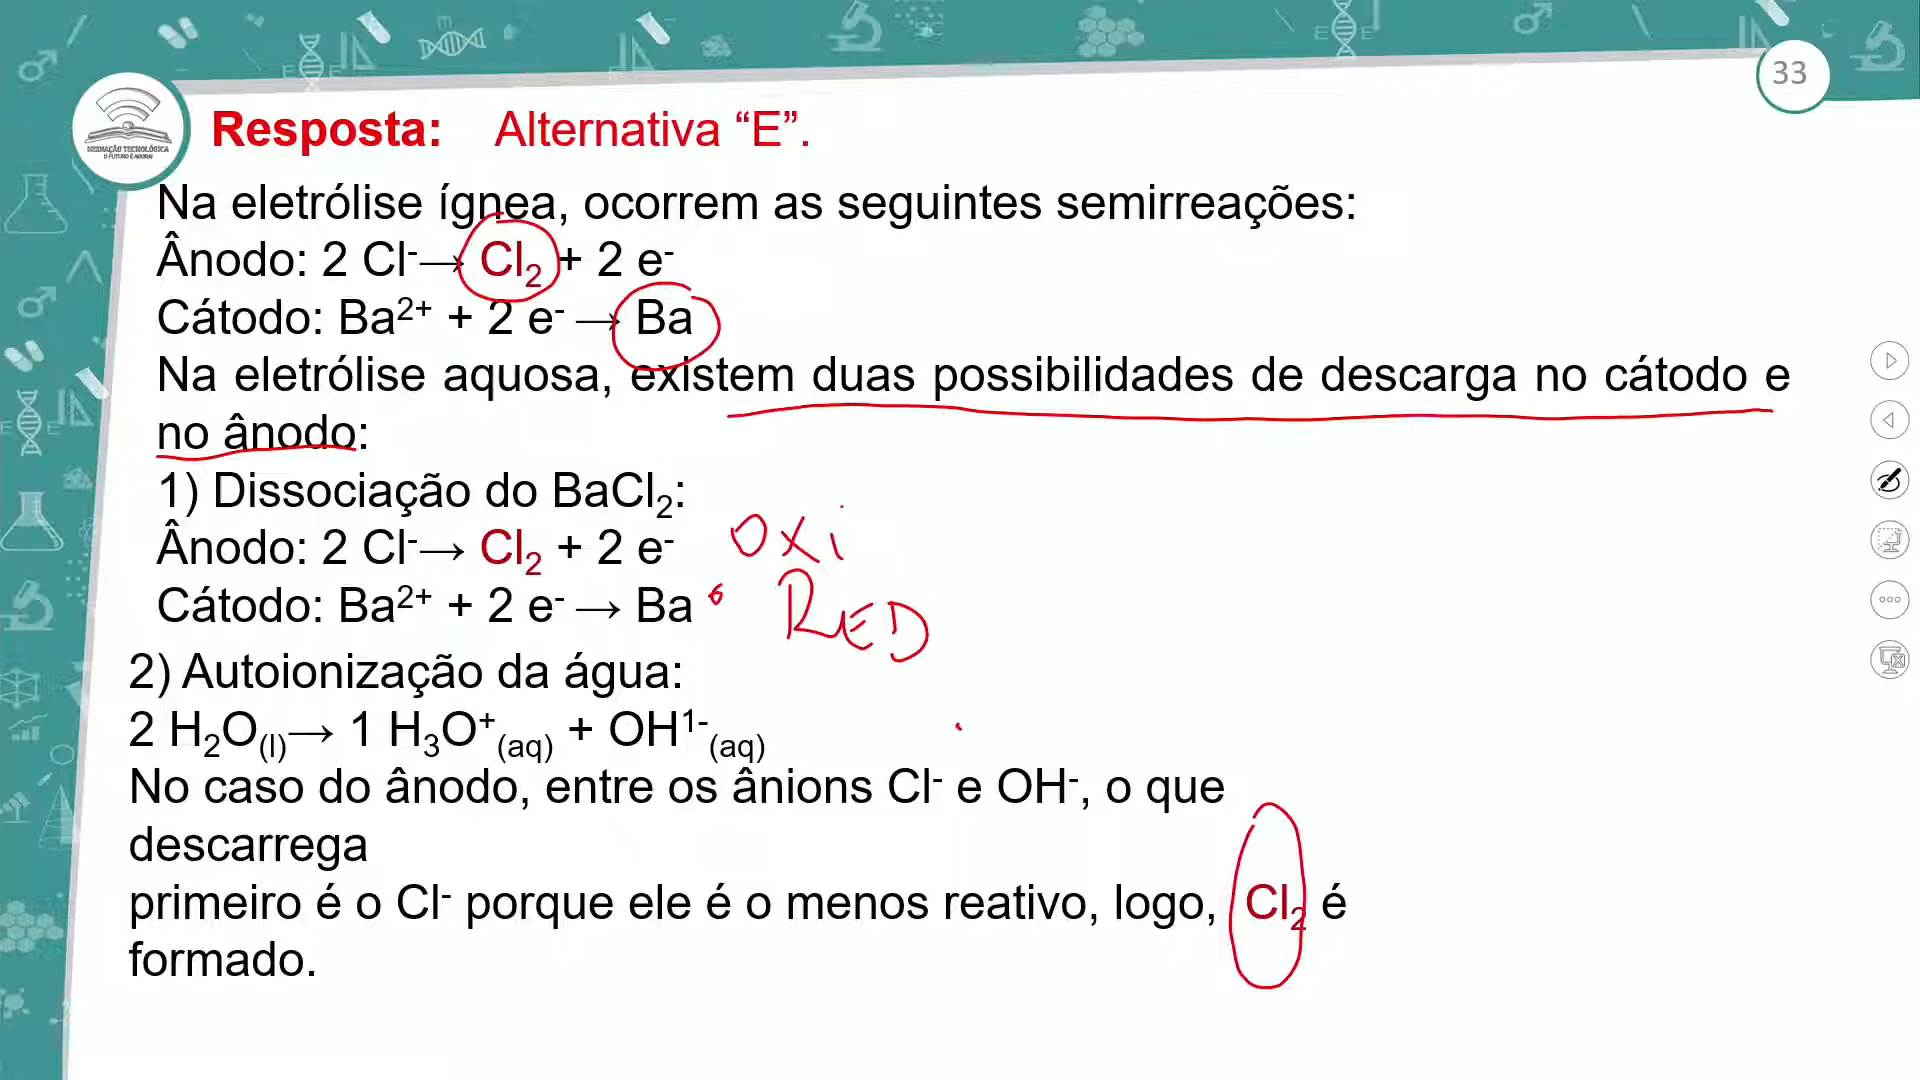 33
MEDIAÇÃO TECNOLÓGICA
O FUTURO É AGORA!
Resposta: Alternativa “E”.
Na eletrólise ígnea, ocorrem as seguintes semirreações:
Ânodo: 2 Cl⁻→ Cl₂ + 2 e⁻
Cátodo: Ba²⁺ + 2 e⁻ → Ba
Na eletrólise aquosa, existem duas possibilidades de descarga no cátodo e
no ânodo:
1) Dissociação do BaCl₂:
Ânodo: 2 Cl⁻→ Cl₂ + 2 e⁻ OXi
Cátodo: Ba²⁺ + 2 e⁻ → Ba RED
2) Autoionização da água:
2 H₂O₍l₎→ 1 H₃O⁺(aq) + OH¹⁻(aq)
No caso do ânodo, entre os ânions Cl⁻ e OH⁻, o que
descarrega
primeiro é o Cl⁻ porque ele é o menos reativo, logo, Cl₂ é
formado.